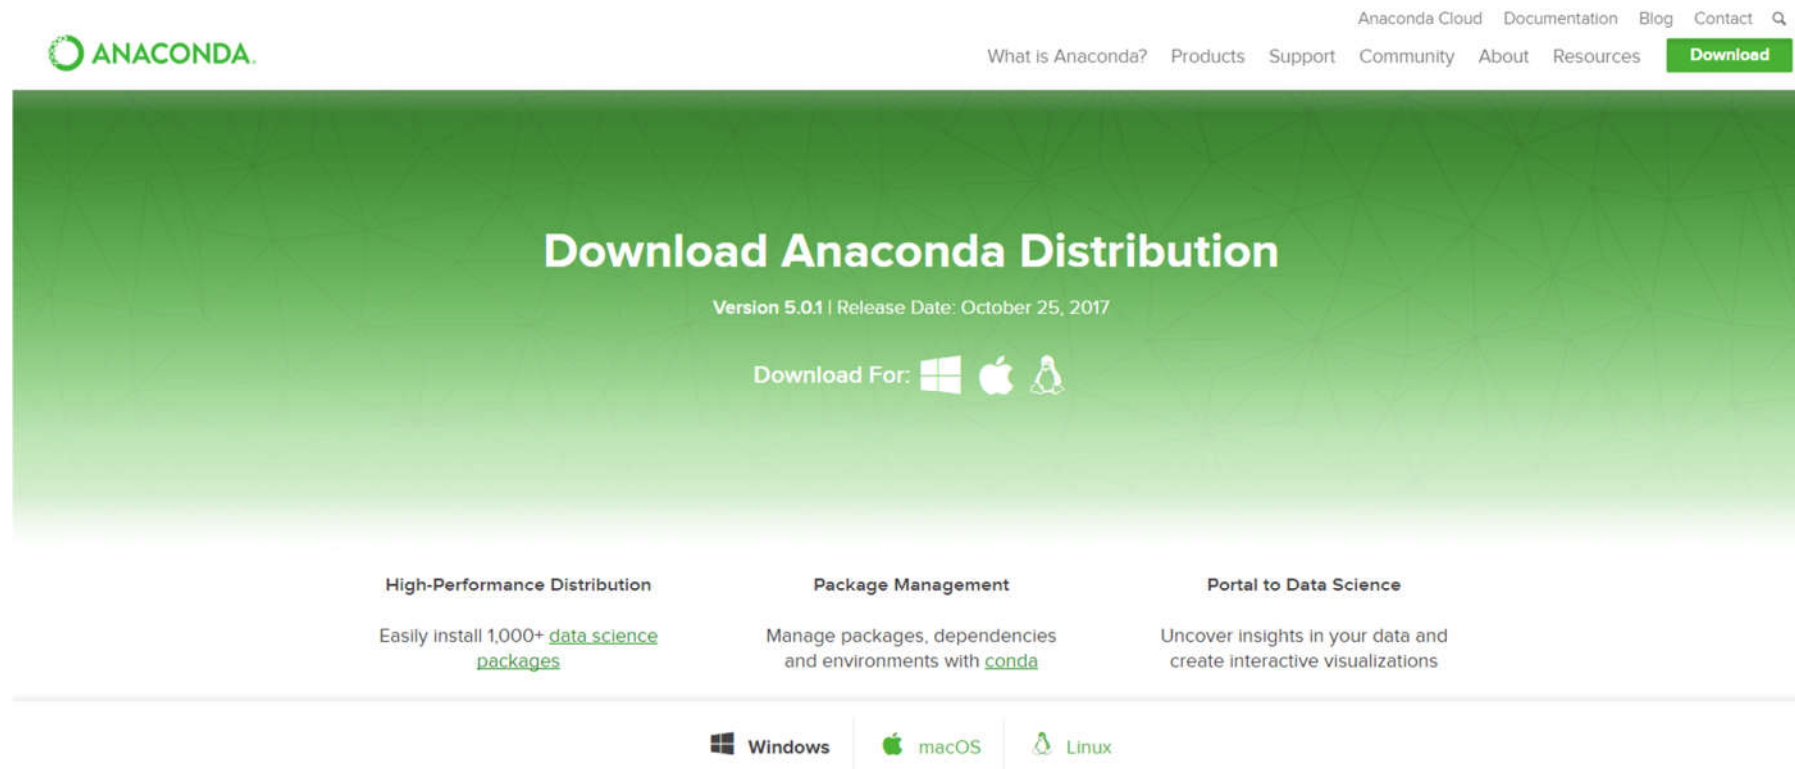 Anaconda Cloud Documentation Blog Contact
ANACONDA.
What is Anaconda? Products Support Community About Resources Download
Download Anaconda Distribution
Version 5.0.1 | Release Date: October 25, 2017
Download For:
High-Performance Distribution
Easily install 1,000+ data science
packages
Package Management
Manage packages, dependencies
and environments with conda
Portal to Data Science
Uncover insights in your data and
create interactive visualizations
Windows macOS Linux